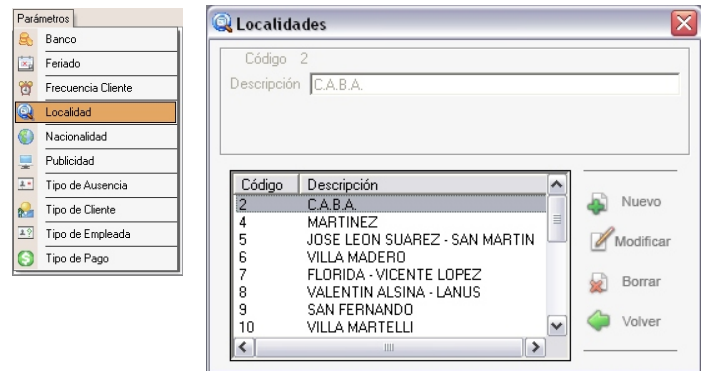 Parámetros
Banco
Feriado
Frecuencia Cliente
Localidad
Nacionalidad
Publicidad
Tipo de Ausencia
Tipo de Cliente
Tipo de Empleada
Tipo de Pago
Localidades
Código 2
Descripción C.A.B.A.
Código Descripción
2 C.A.B.A.
4 MARTINEZ
5 JOSE LEON SUAREZ - SAN MARTIN
6 VILLA MADERO
7 FLORIDA - VICENTE LOPEZ
8 VALENTIN ALSINA - LANUS
9 SAN FERNANDO
10 VILLA MARTELLI
Nuevo
Modificar
Borrar
Volver